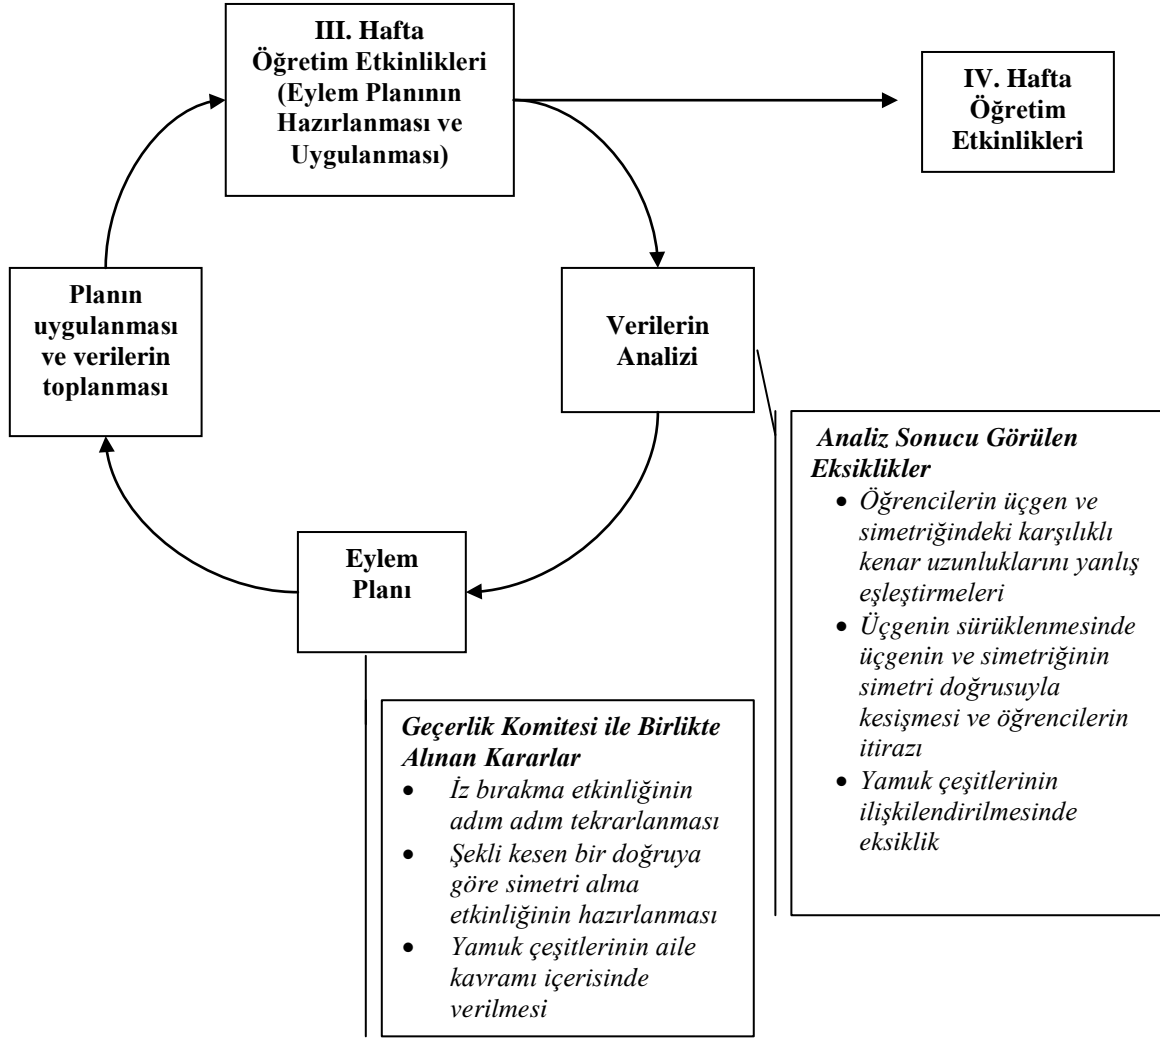 III. Hafta
Öğretim Etkinlikleri
(Eylem Planının
Hazırlanması ve
Uygulanması)
IV. Hafta
Öğretim
Etkinlikleri
Planın
uygulanması
ve verilerin
toplanması
Verilerin
Analizi
Analiz Sonucu Görülen
Eksiklikler
• Öğrencilerin üçgen ve
simetriğindeki karşılıklı
kenar uzunluklarını yanlış
eşleştirmeleri
• Üçgenin sürüklenmesinde
üçgenin ve simetriğinin
simetri doğrusuyla
kesişmesi ve öğrencilerin
itirazı
• Yamuk çeşitlerinin
ilişkilendirilmesinde
eksiklik
Eylem
Planı
Geçerlik Komitesi ile Birlikte
Alınan Kararlar
• İz bırakma etkinliğinin
adım adım tekrarlanması
• Şekli kesen bir doğruya
göre simetri alma
etkinliğinin hazırlanması
• Yamuk çeşitlerinin aile
kavramı içerisinde
verilmesi